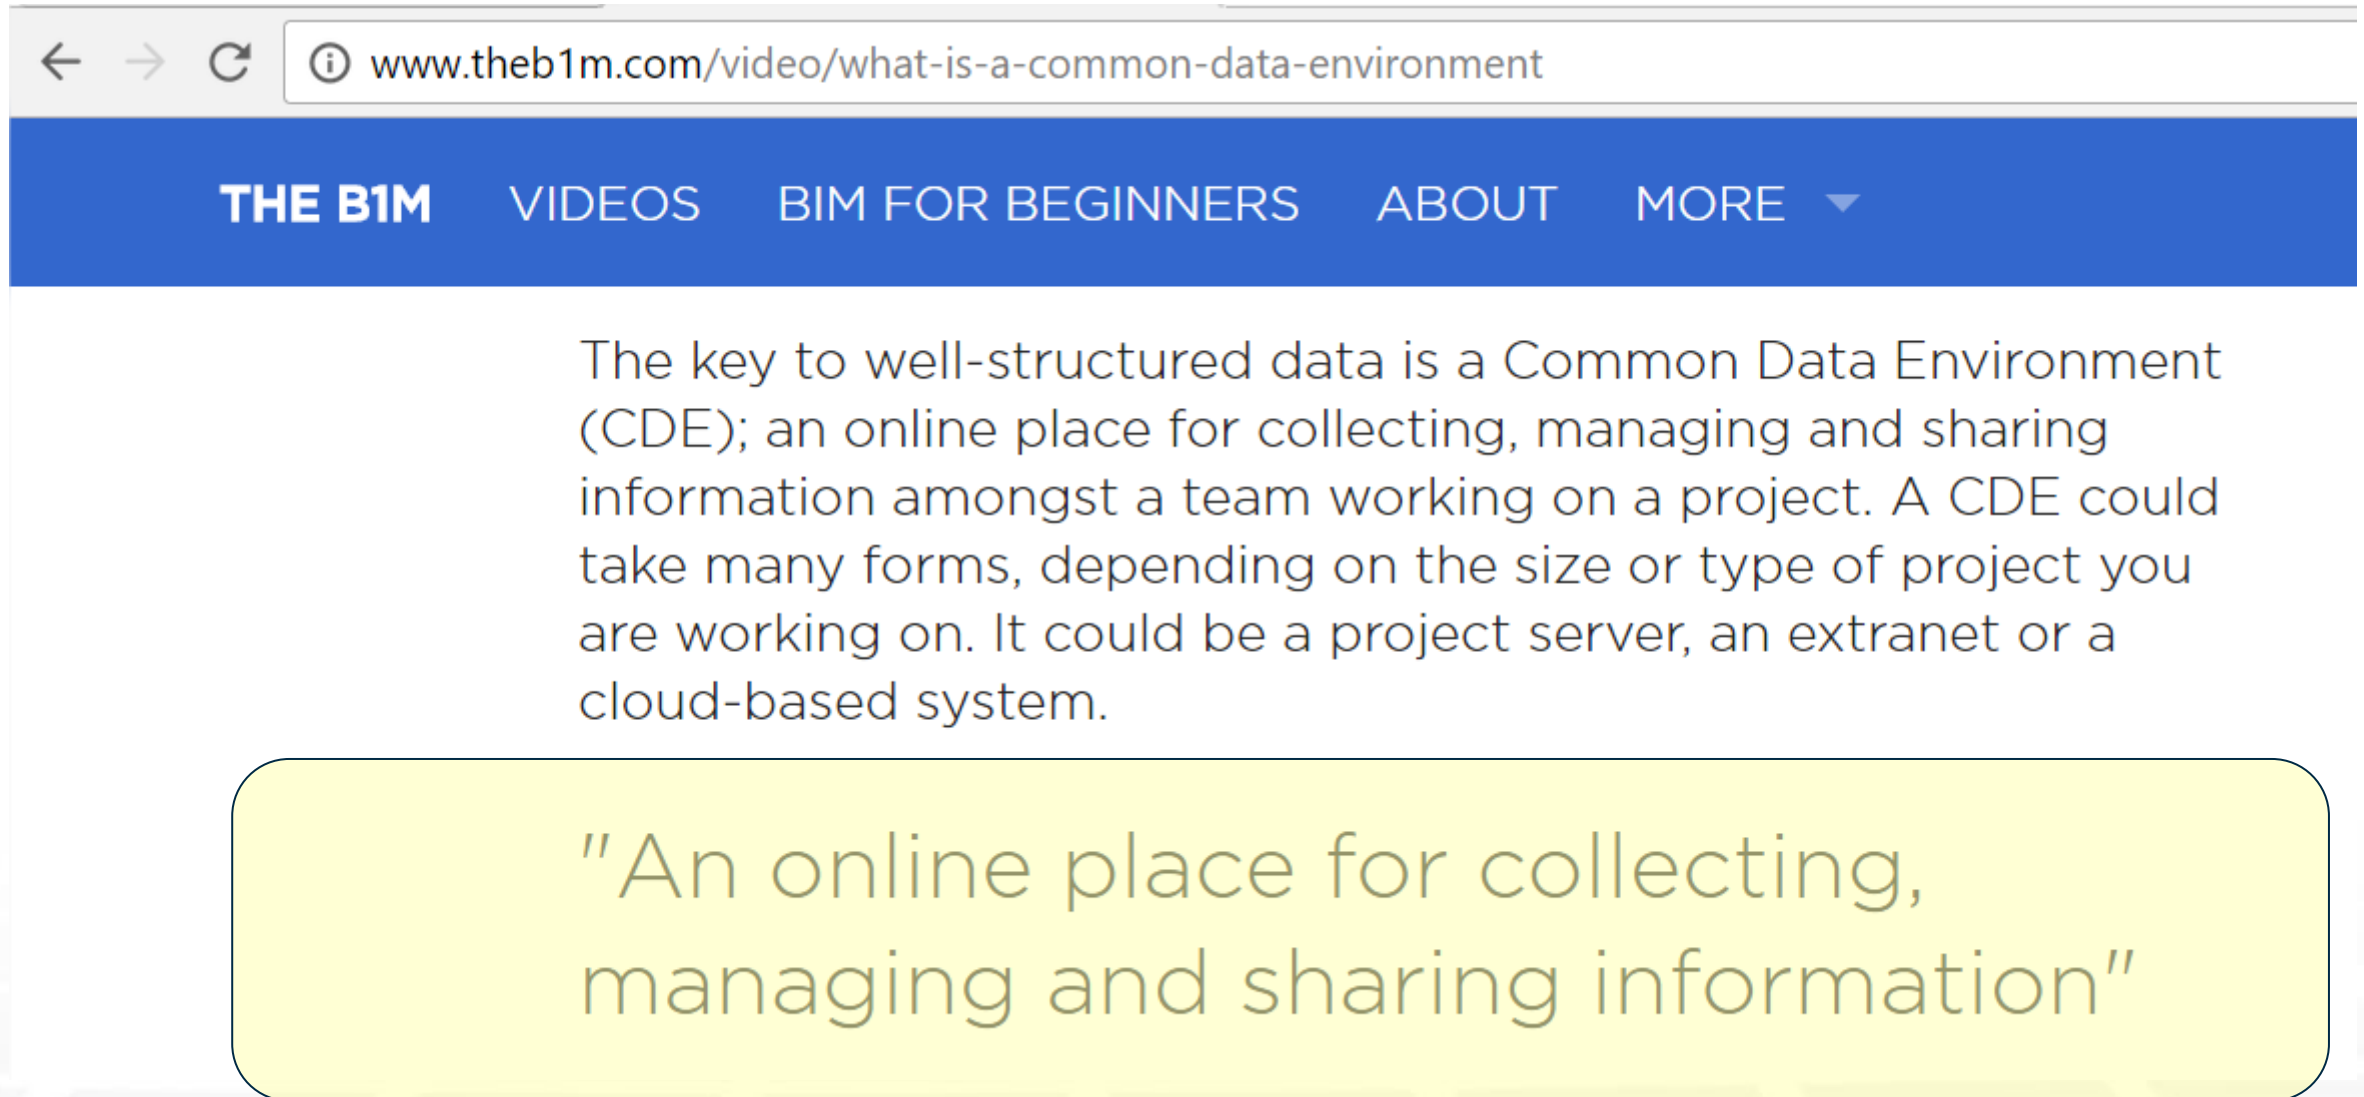 www.theb1m.com/video/what-is-a-common-data-environment
THE B1M VIDEOS BIM FOR BEGINNERS ABOUT MORE
The key to well-structured data is a Common Data Environment
(CDE); an online place for collecting, managing and sharing
information amongst a team working on a project. A CDE could
take many forms, depending on the size or type of project you
are working on. It could be a project server, an extranet or a
cloud-based system.
"An online place for collecting,
managing and sharing information"